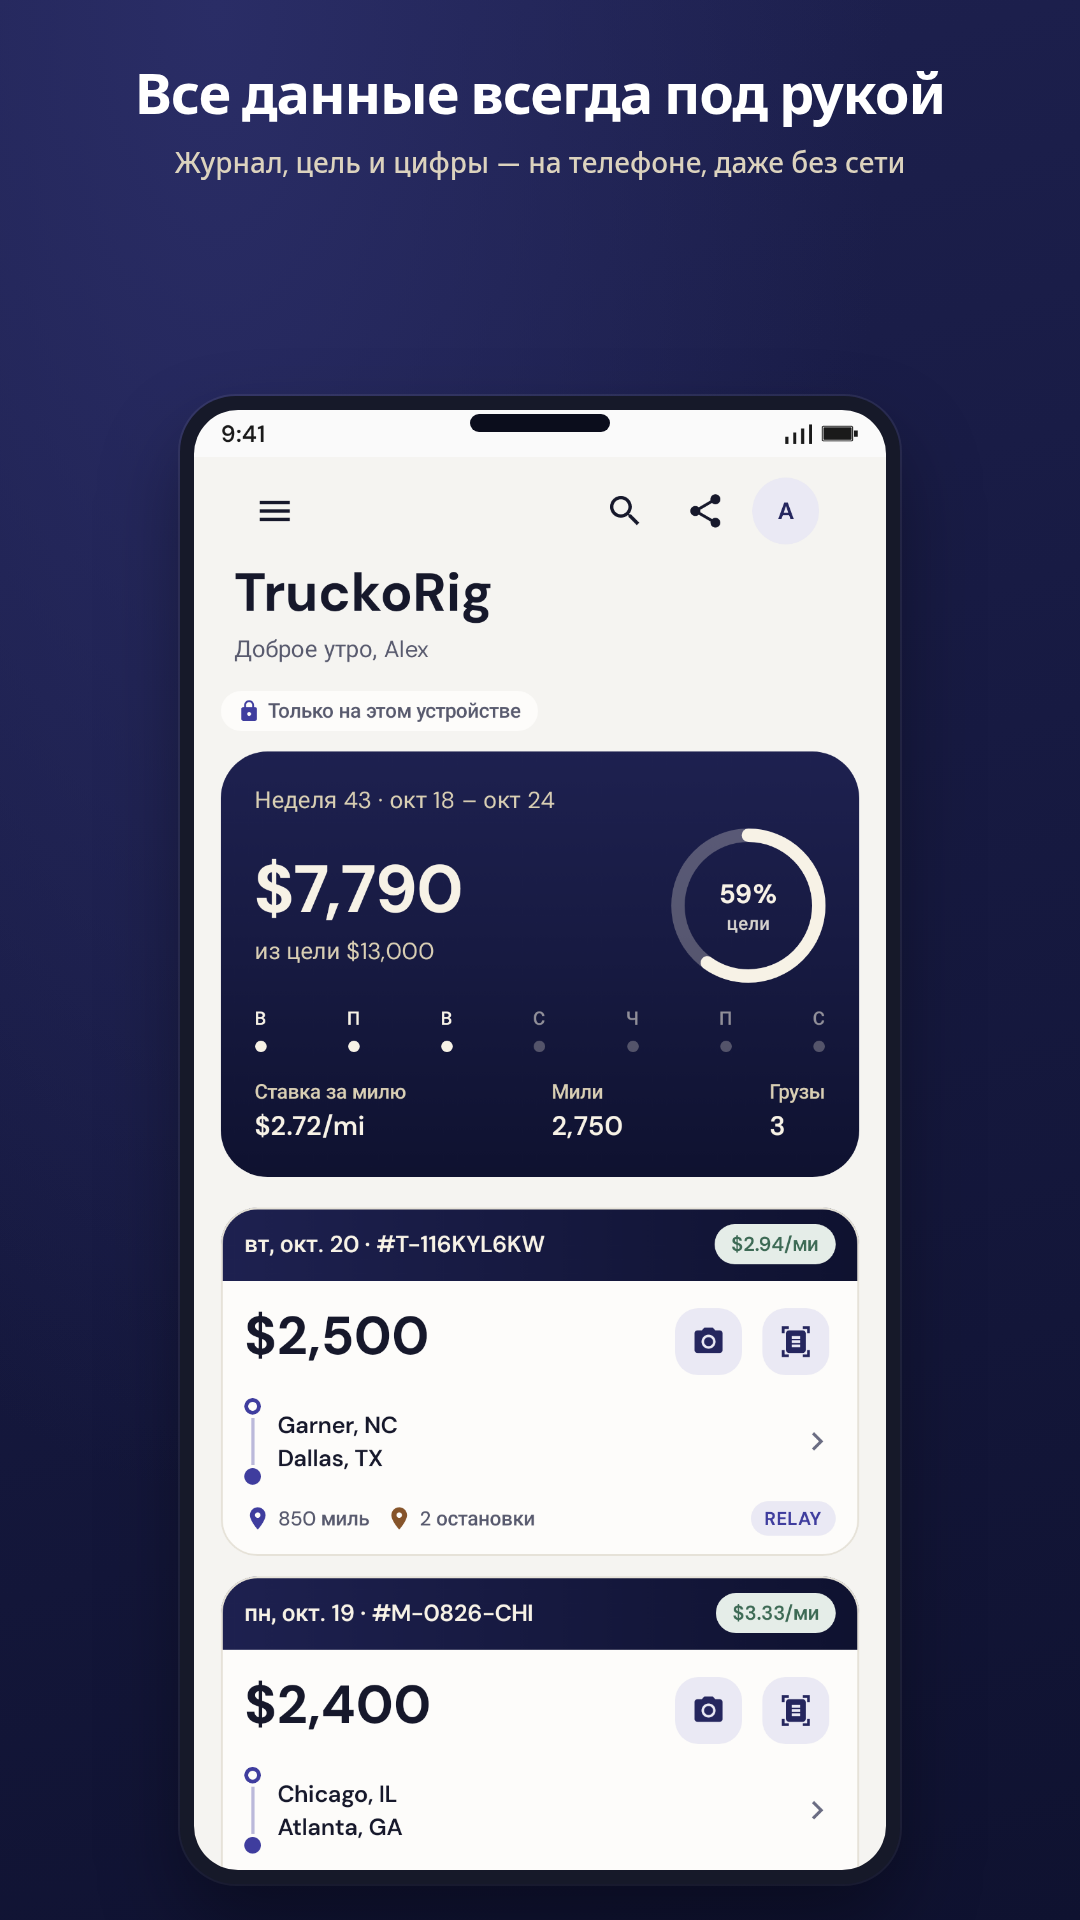 Все данные всегда под рукой
Журнал, цель и цифры — на телефоне, даже без сети
9:41
A
TruckoRig
Доброе утро, Alex
Только на этом устройстве
Неделя 43 · окт 18 – окт 24
$7,790
из цели $13,000
59%
цели
В П В С Ч П С
Ставка за милю Мили Грузы
$2.72/mi 2,750 3
вт, окт. 20 · #T-116KYL6KW $2.94/ми
$2,500
Garner, NC
Dallas, TX
850 миль 2 остановки RELAY
пн, окт. 19 · #M-0826-CHI $3.33/ми
$2,400
Chicago, IL
Atlanta, GA